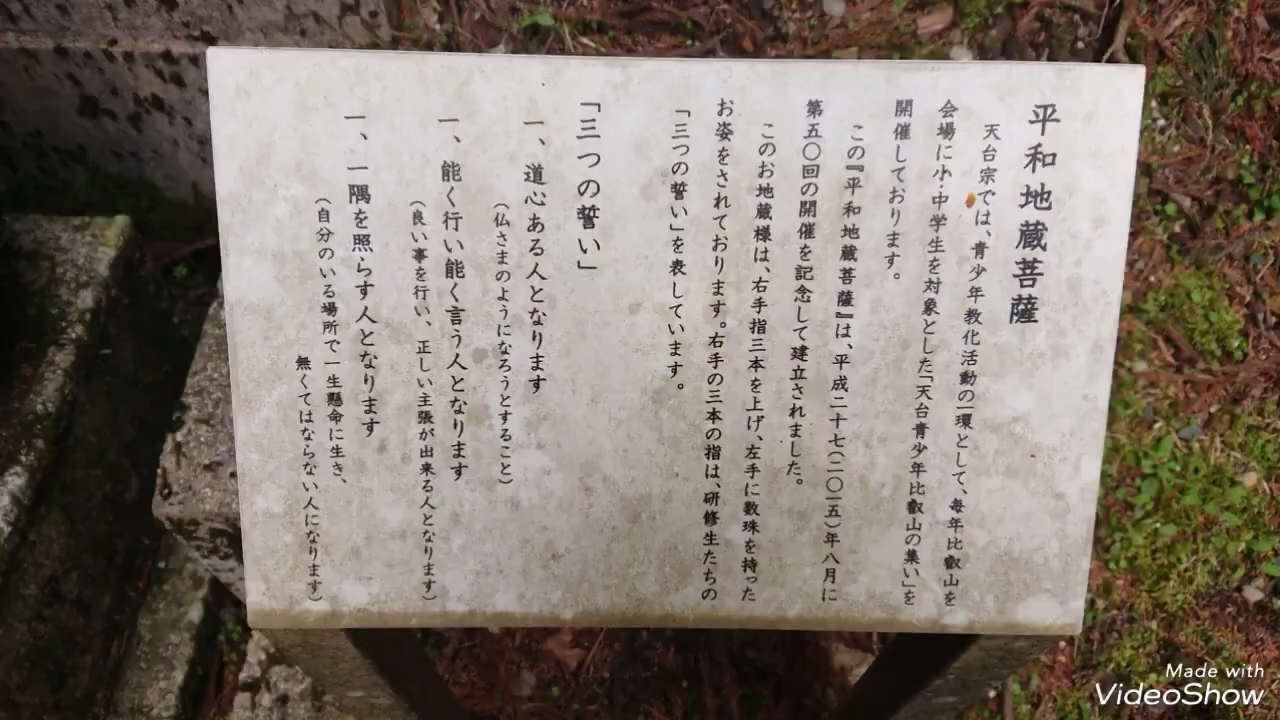 平和地蔵菩薩
天台宗では、青少年教化活動の一環として、毎年比叡山を
会場に小・中学生を対象とした「天台青少年比叡山の集い」を
開催しております。
この『平和地蔵菩薩』は、平成二十七(二〇一五)年八月に
第五〇回の開催を記念して建立されました。
このお地蔵様は、右手指三本を上げ、左手に数珠を持った
お姿をされております。右手の三本の指は、研修生たちの
「三つの誓い」を表しています。
「三つの誓い」
一、道心ある人となります
(仏さまのようになろうとすること)
一、能く行い能く言う人となります
(良い事を行い、正しい主張が出来る人となります)
一、一隅を照らす人となります
(自分のいる場所で一生懸命に生き、
無くてはならない人になります)
Made with
VideoShow